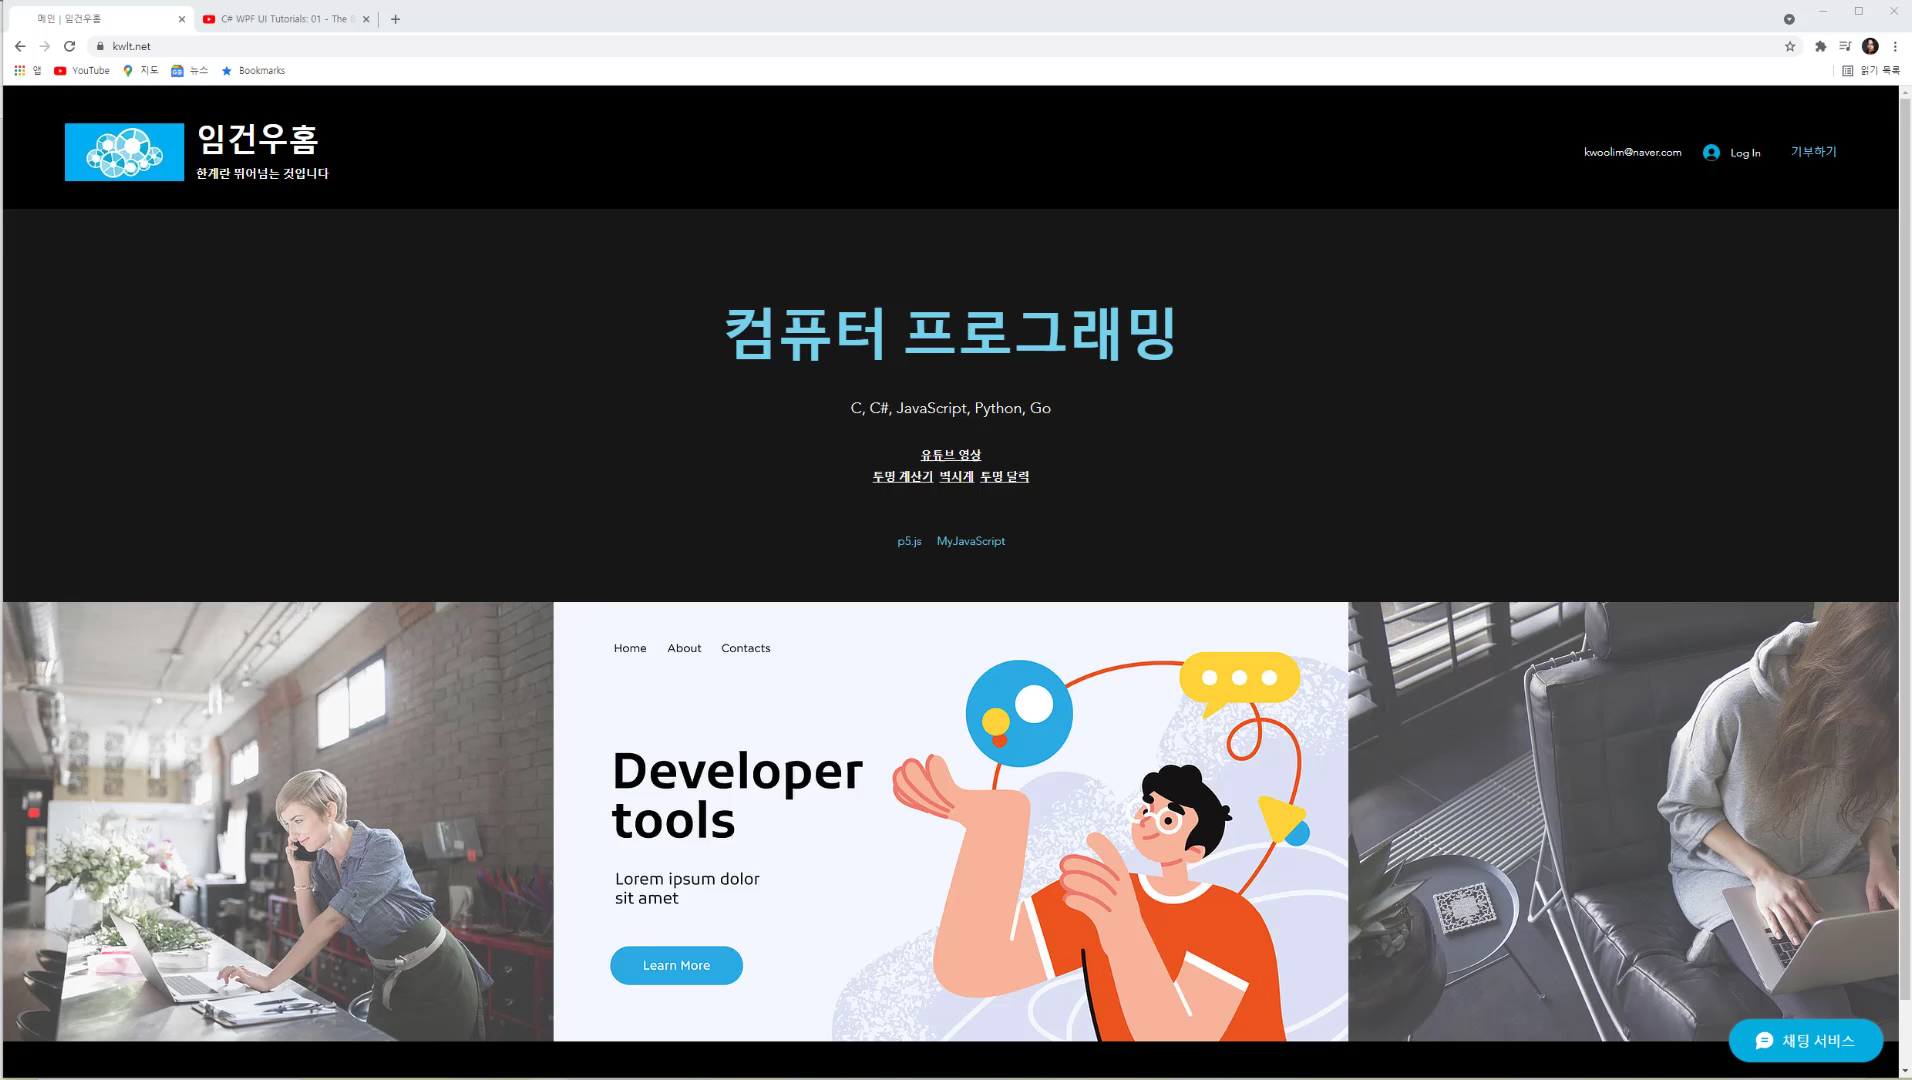 메인 | 임건우홈
C# WPF UI Tutorials: 01 - The
kwlt.net
앱
YouTube
지도
뉴스
Bookmarks
읽기 목록
임건우홈
한계란 뛰어넘는 것입니다
kwoolim@naver.com
Log In
기부하기
컴퓨터 프로그래밍
C, C#, JavaScript, Python, Go
유튜브 영상
투명 계산기 벽시계 투명 달력
p5.js MyJavaScript
Home About Contacts
Developer
tools
Lorem ipsum dolor
sit amet
Learn More
채팅 서비스